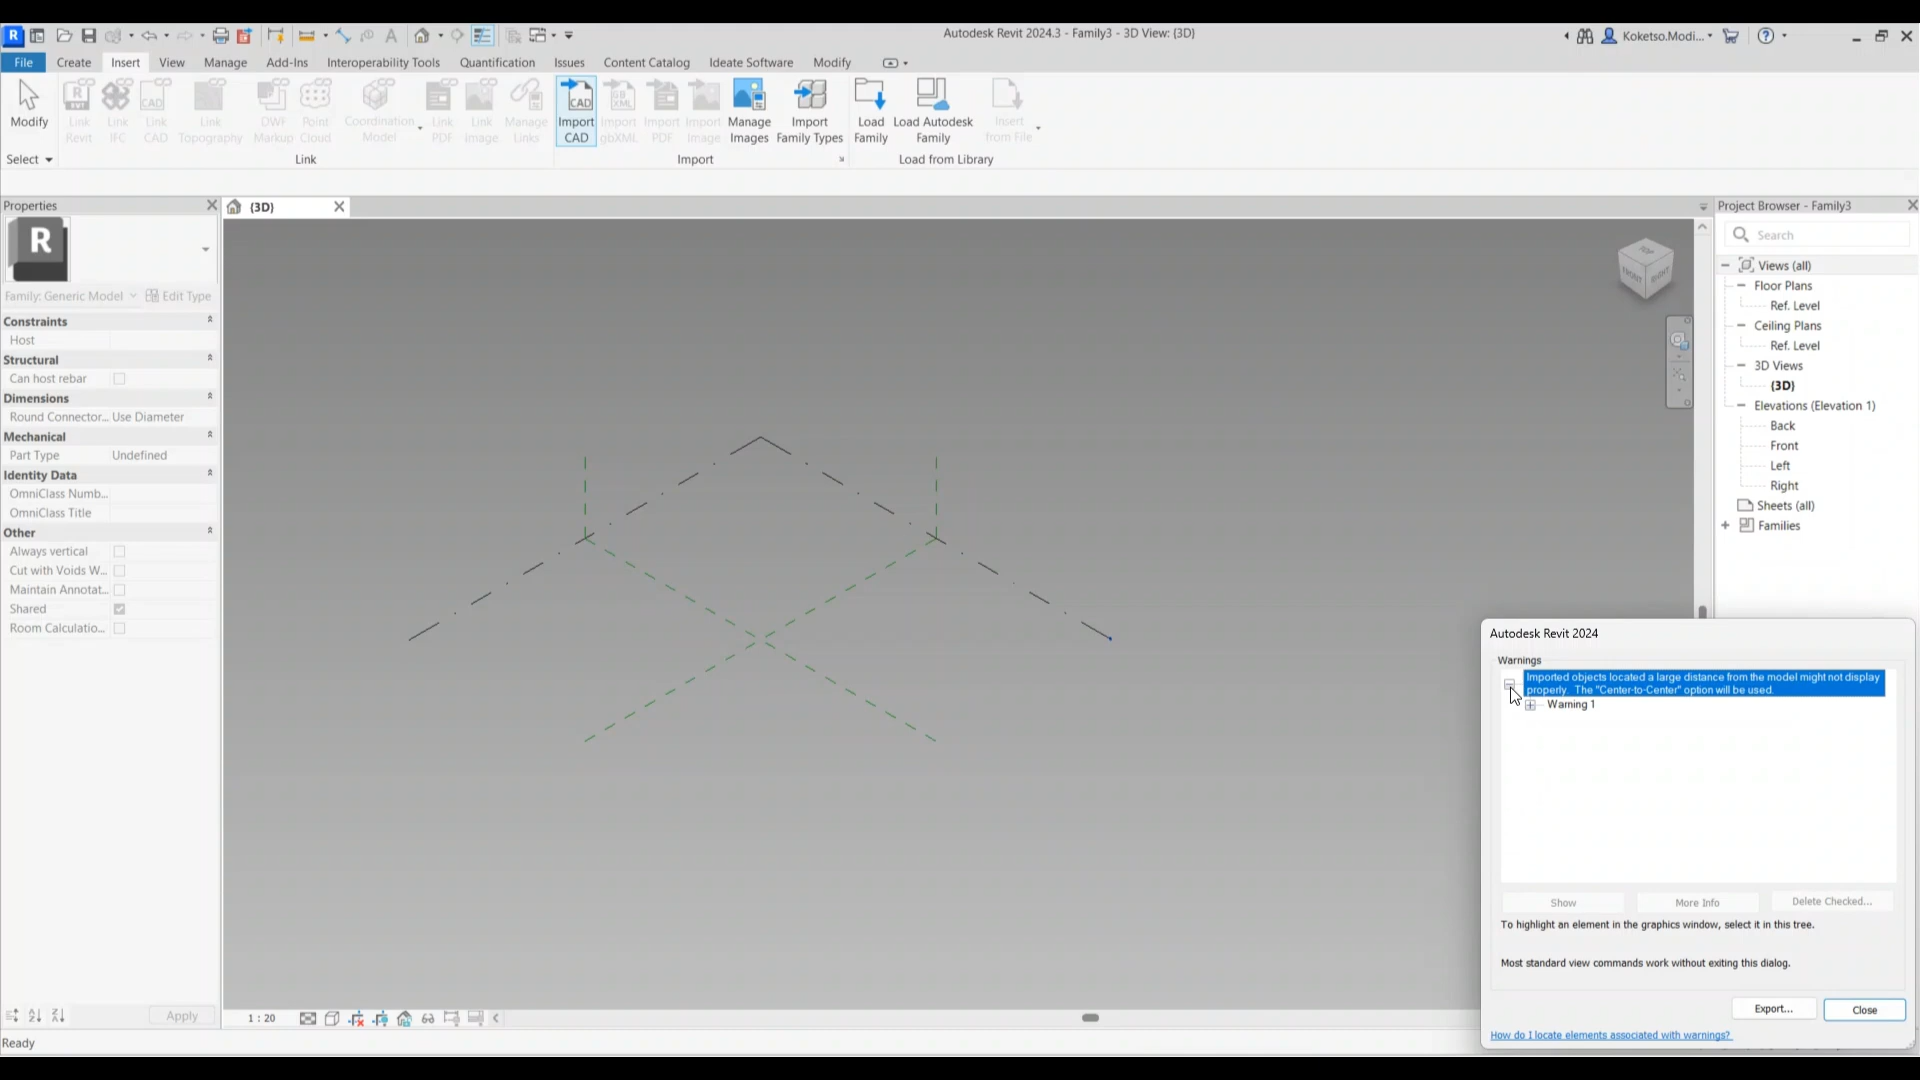 Autodesk Revit 2024.3 - Family3 - 3D View: {3D}
Koketso.Modi...
File Create Insert View Manage Add-Ins Interoperability Tools Quantification Issues Content Catalog Ideate Software Modify
Modify
Link Revit
Link IFC
Link CAD
Link Topography
DWF Markup
Point Cloud
Coordination Model
Link PDF
Link Image
Manage Links
Import CAD
Import gbXML
Import PDF
Import Image
Manage Images
Import Family Types
Load Family
Load Autodesk Family
Insert from File
Select
Link
Import
Load from Library
Properties
{3D}
Project Browser - Family3
R
Search
Family: Generic Model
Edit Type
Constraints
Host
Structural
Can host rebar
Dimensions
Round Connector... Use Diameter
Mechanical
Part Type Undefined
Identity Data
OmniClass Numb...
OmniClass Title
Other
Always vertical
Cut with Voids W...
Maintain Annotat...
Shared
Room Calculatio...
Apply
TOP
FRONT
RIGHT
Views (all)
Floor Plans
Ref. Level
Ceiling Plans
Ref. Level
3D Views
{3D}
Elevations (Elevation 1)
Back
Front
Left
Right
Sheets (all)
Families
Autodesk Revit 2024
Warnings
Imported objects located a large distance from the model might not display
properly. The "Center-to-Center" option will be used.
Warning 1
Show
More Info
Delete Checked...
To highlight an element in the graphics window, select it in this tree.
Most standard view commands work without exiting this dialog.
Export...
Close
How do I locate elements associated with warnings?
1 : 20
Ready